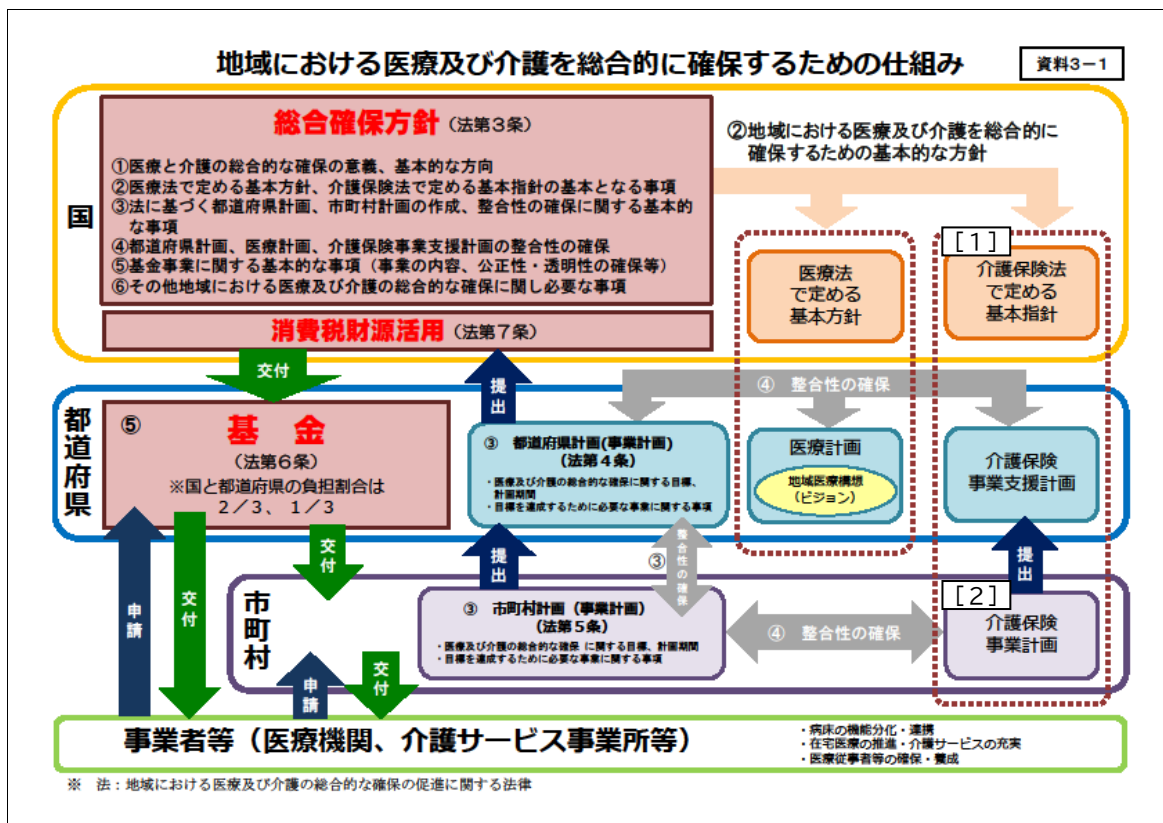 地域における医療及び介護を総合的に確保するための仕組み
資料3－1
国
総合確保方針（法第３条）
①医療と介護の総合的な確保の意義、基本的な方向
②医療法で定める基本方針、介護保険法で定める基本指針の基本となる事項
③法に基づく都道府県計画、市町村計画の作成、整合性の確保に関する基本的
な事項
④都道府県計画、医療計画、介護保険事業支援計画の整合性の確保
⑤基金事業に関する基本的な事項（事業の内容、公正性・透明性の確保等）
⑥その他地域における医療及び介護の総合的な確保に関し必要な事項
消費税財源活用（法第７条）
②地域における医療及び介護を総合的に
確保するための基本的な方針
医療法
で定める
基本方針
[１]
介護保険法
で定める
基本指針
交付
提出
④ 整合性の確保
都道府県
⑤ 基 金
（法第６条）
※国と都道府県の負担割合は
２／３、１／３
③ 都道府県計画(事業計画)
（法第４条）
・医療及び介護の総合的な確保に関する目標、
計画期間
・目標を達成するために必要な事業に関する事項
医療計画
地域医療構想
（ビジョン）
介護保険
事業支援計画
申請
交付
交付
提出
③
整合性の確保
提出
市町村
③ 市町村計画（事業計画）
（法第５条）
・医療及び介護の総合的な確保 に関する目標、計画期間
・目標を達成するために必要な事業に関する事項
④ 整合性の確保
[２]
介護保険
事業計画
申請
交付
事業者等（医療機関、介護サービス事業所等）
・病床の機能分化・連携
・在宅医療の推進・介護サービスの充実
・医療従事者等の確保・養成
※ 法：地域における医療及び介護の総合的な確保の促進に関する法律